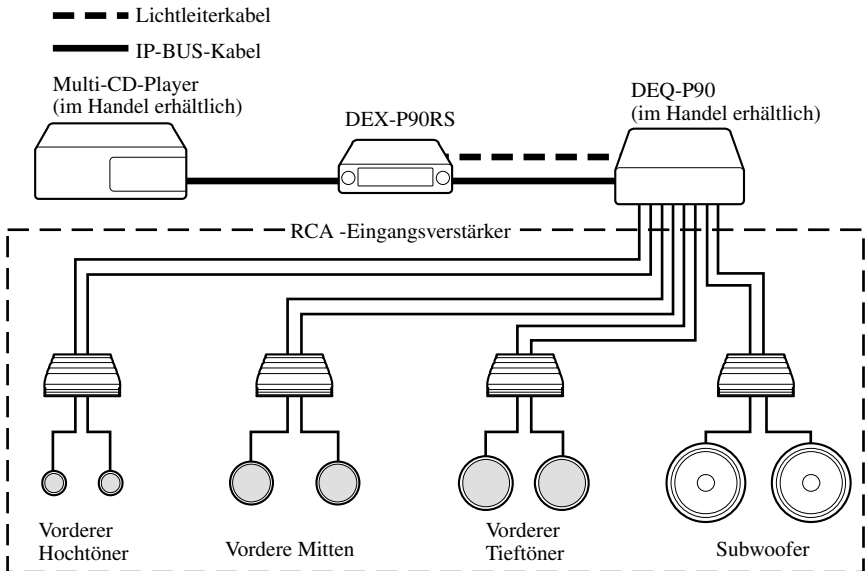 Lichtleiterkabel
IP-BUS-Kabel
Multi-CD-Player
(im Handel erhältlich)
DEX-P90RS
DEQ-P90
(im Handel erhältlich)
RCA -Eingangsverstärker
Vorderer
Hochtöner
Vordere Mitten
Vorderer
Tieftöner
Subwoofer